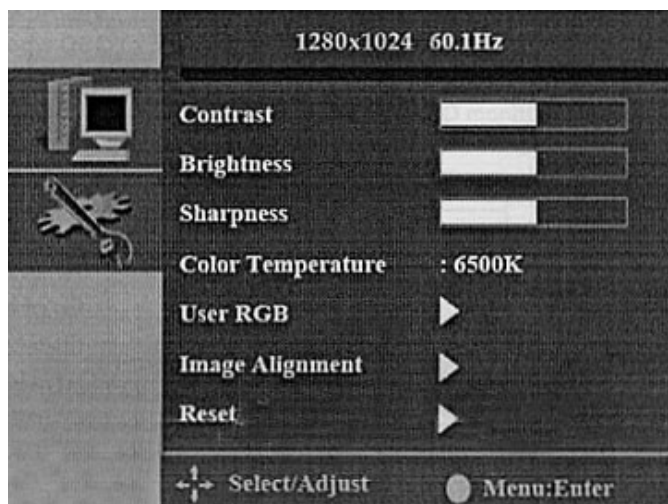 1280x1024 60.1Hz
Contrast
Brightness
Sharpness
Color Temperature : 6500K
User RGB
Image Alignment
Reset
Select/Adjust Menu:Enter